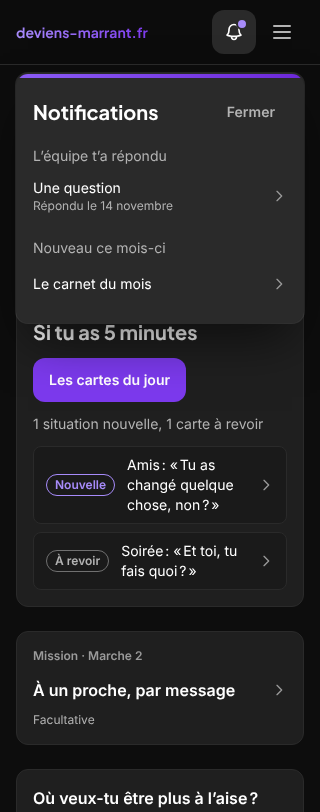 deviens-marrant.fr
Notifications
Fermer
L’équipe t’a répondu
Une question
Répondu le 14 novembre
Nouveau ce mois-ci
Le carnet du mois
Si tu as 5 minutes
Les cartes du jour
1 situation nouvelle, 1 carte à revoir
Nouvelle
Amis : « Tu as
changé quelque
chose, non ? »
À revoir
Soirée : « Et toi, tu
fais quoi ? »
Mission · Marche 2
À un proche, par message
Facultative
Où veux-tu être plus à l’aise ?